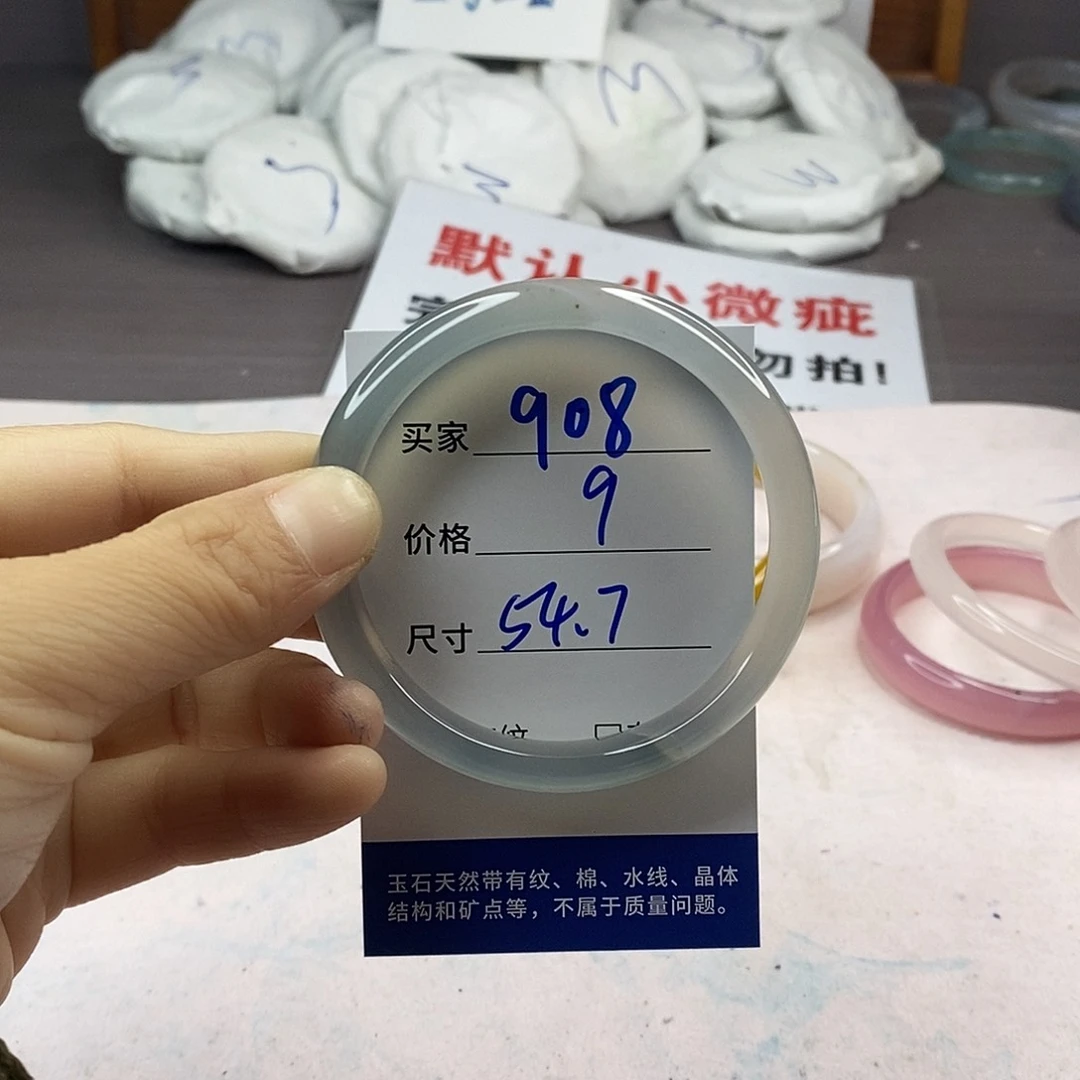 M
S
W
默认小微疵
勿拍!
买家 908
价格 9
尺寸 54.7
玉石天然带有纹、棉、水线、晶体
结构和矿点等，不属于质量问题。